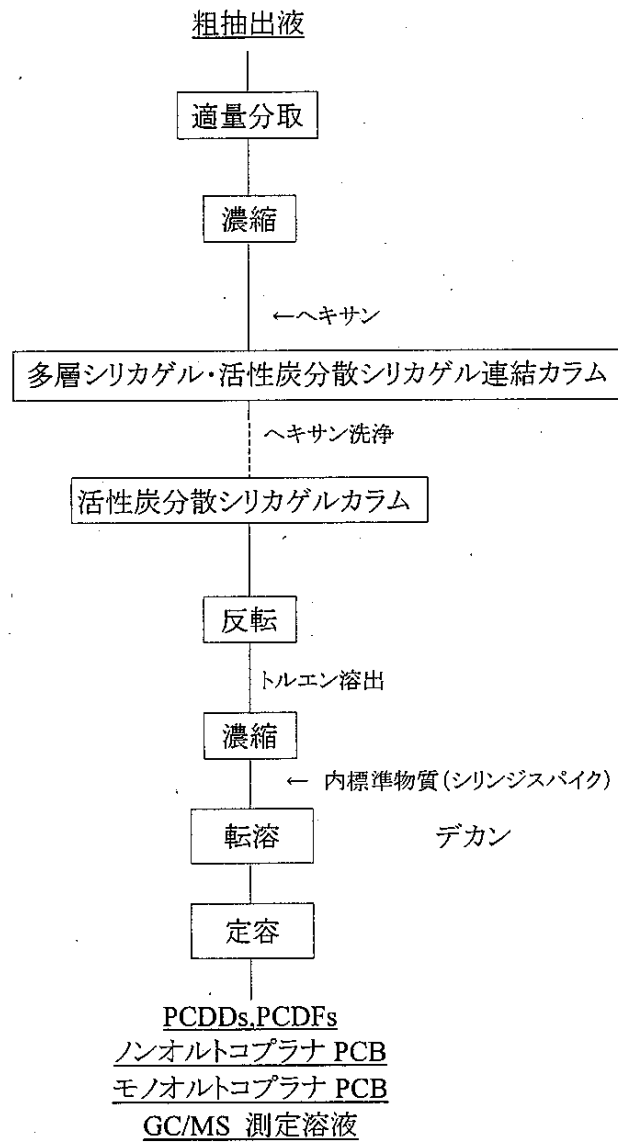 粗抽出液
適量分取
濃縮
←ヘキサン
多層シリカゲル・活性炭分散シリカゲル連結カラム
ヘキサン洗浄
活性炭分散シリカゲルカラム
反転
トルエン溶出
濃縮
← 内標準物質(シリンジスパイク)
転溶 デカン
定容
PCDDs,PCDFs
ノンオルトコプラナ PCB
モノオルトコプラナ PCB
GC/MS 測定溶液